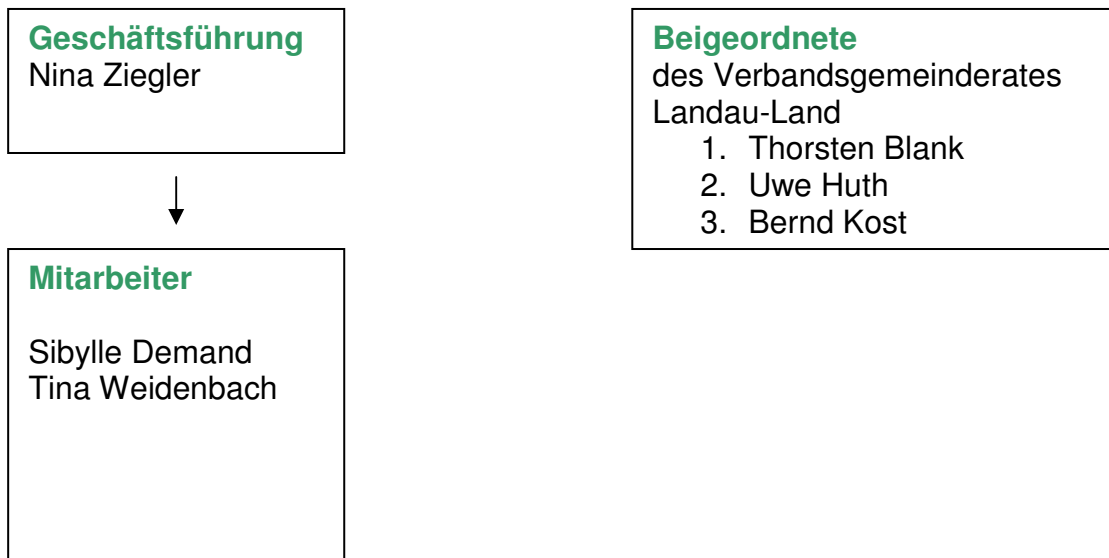 Geschäftsführung
Nina Ziegler
Mitarbeiter
Sibylle Demand
Tina Weidenbach
Beigeordnete
des Verbandsgemeinderates
Landau-Land
1. Thorsten Blank
2. Uwe Huth
3. Bernd Kost